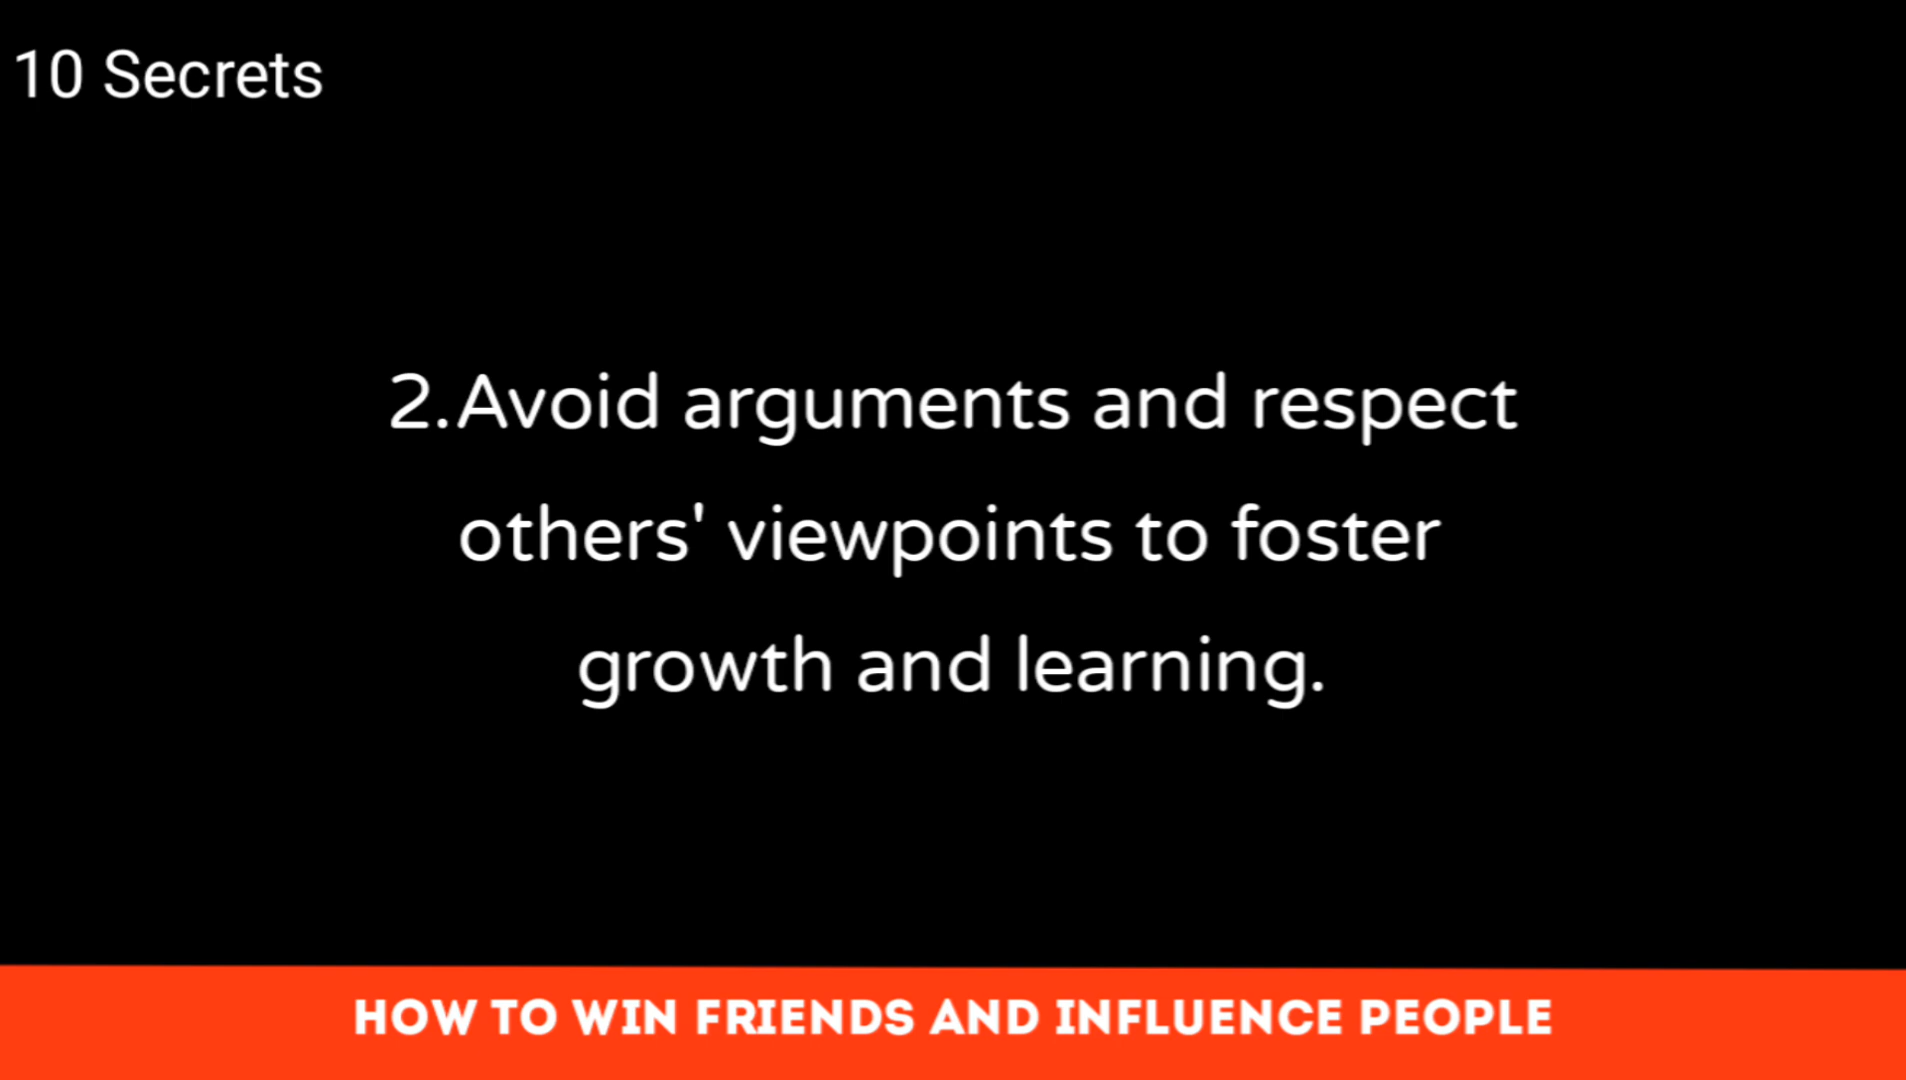 10 Secrets
2.Avoid arguments and respect
others' viewpoints to foster
growth and learning.
HOW TO WIN FRIENDS AND INFLUENCE PEOPLE